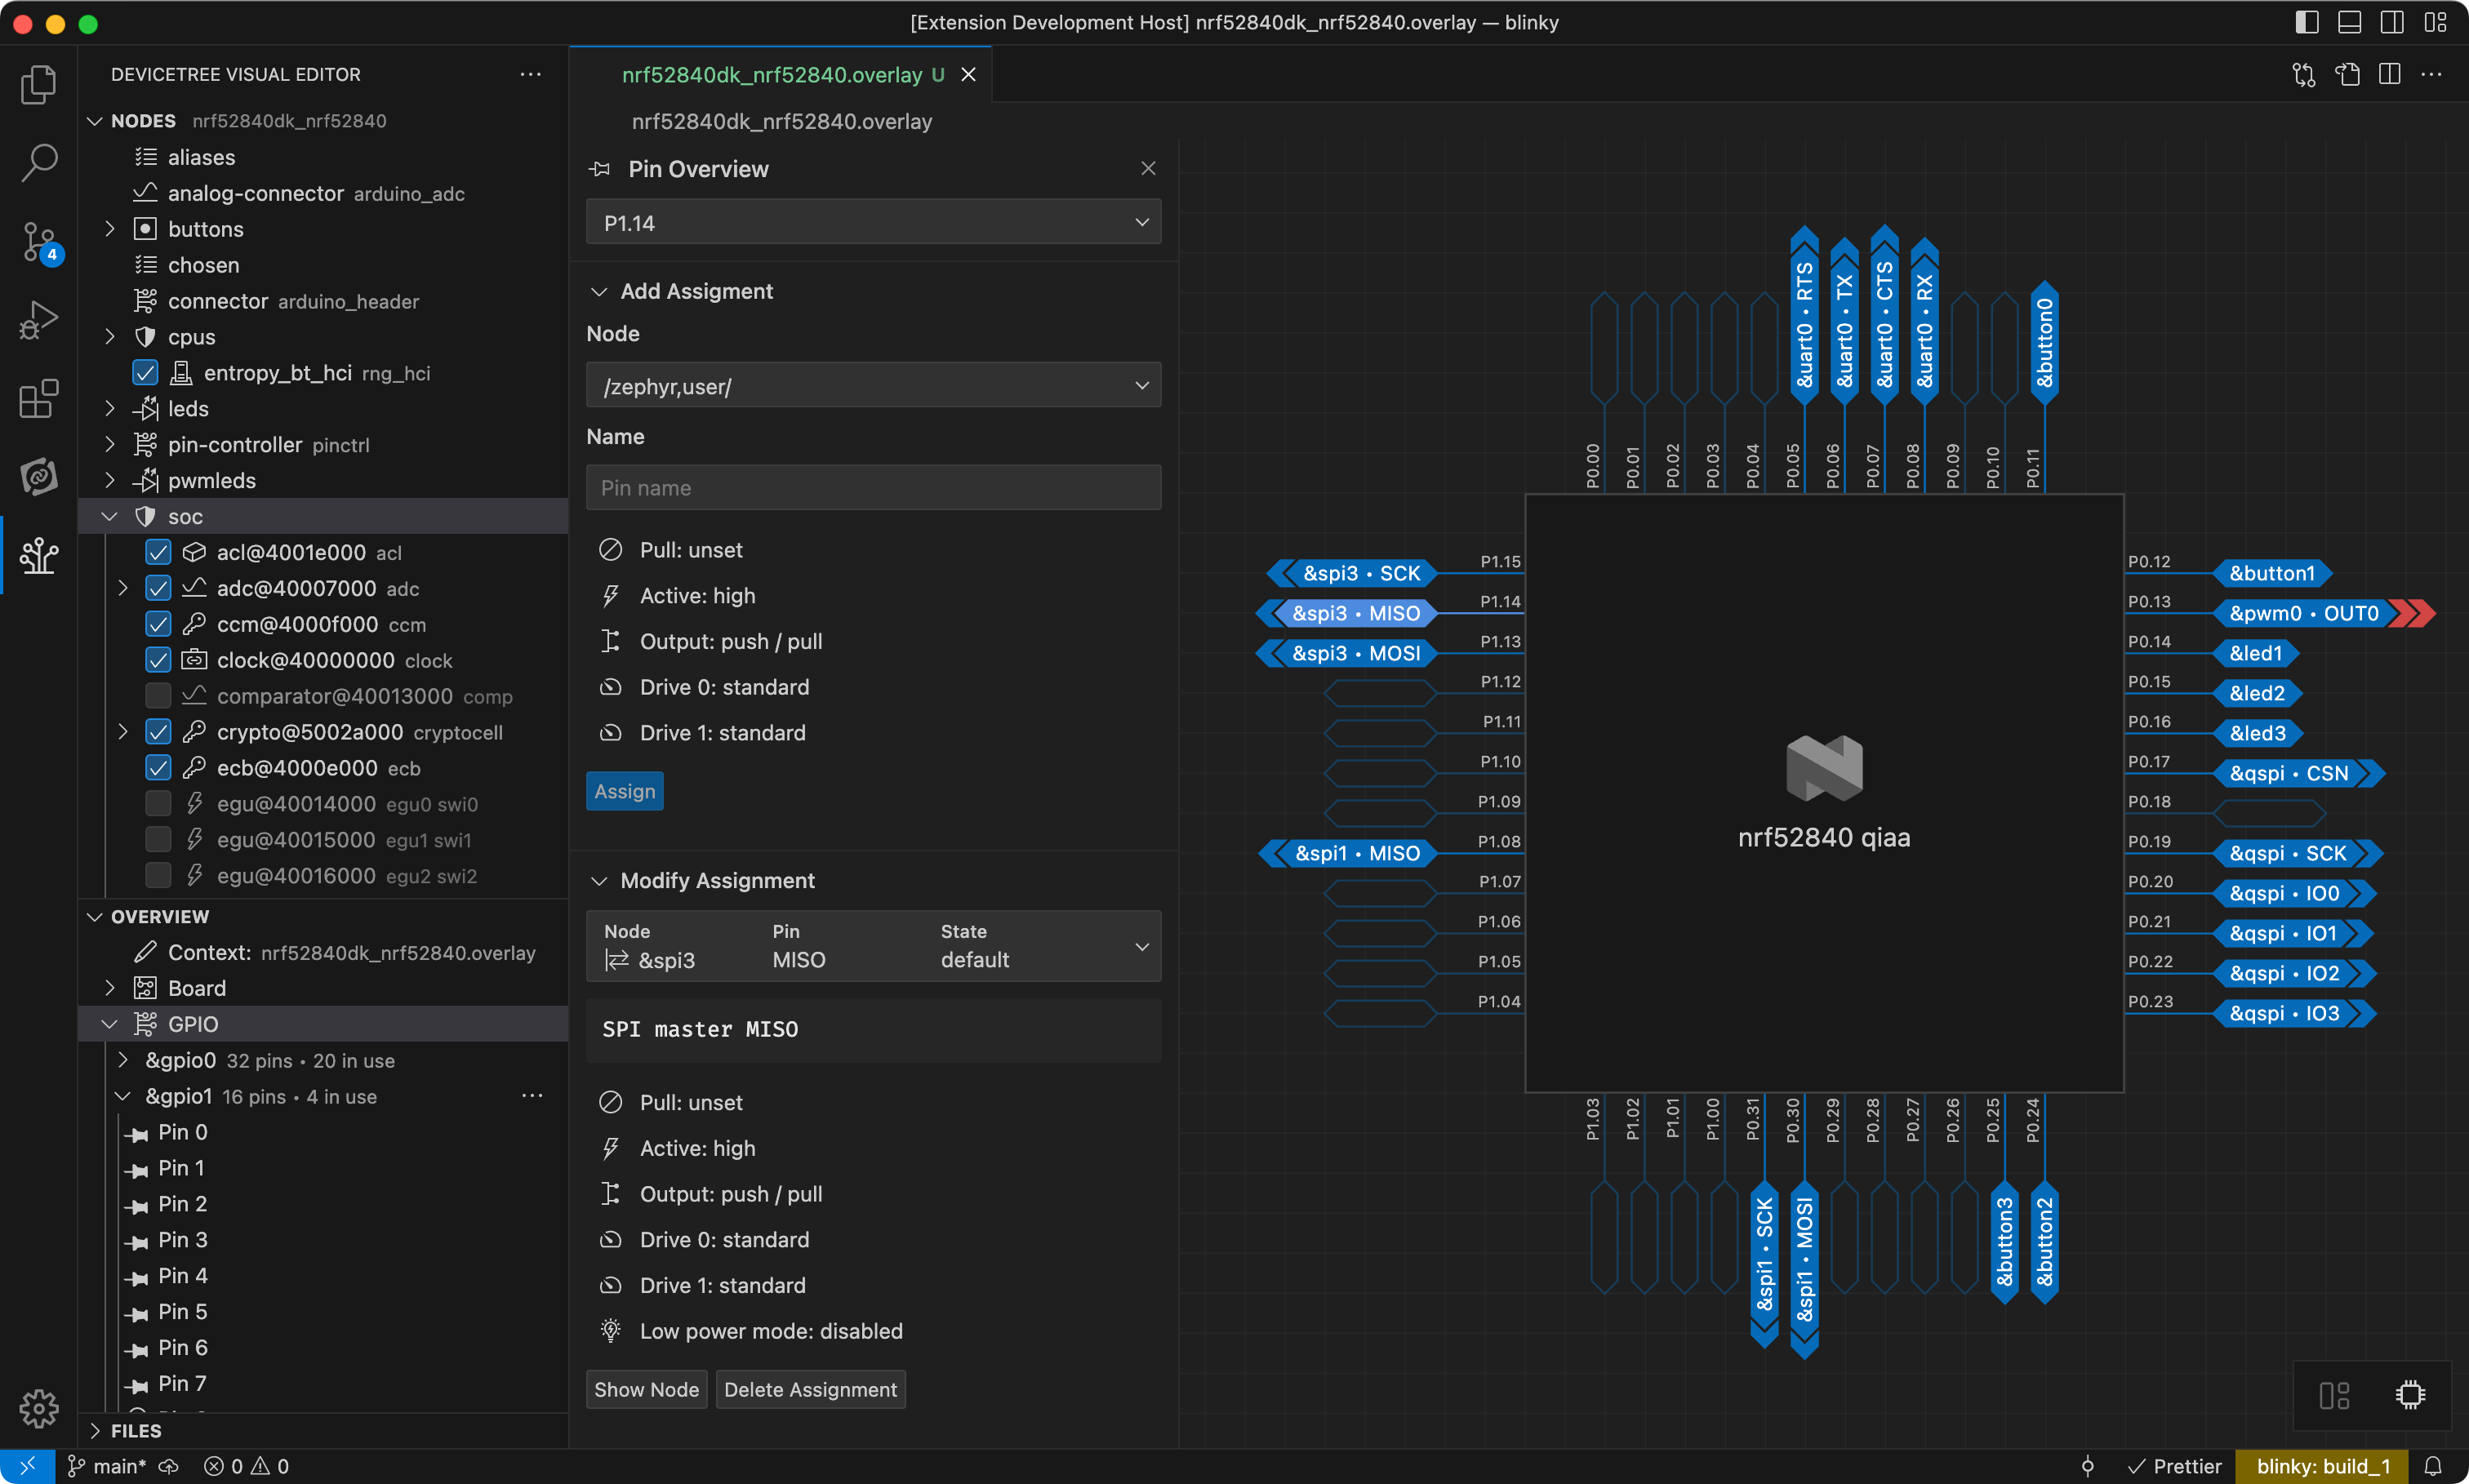 [Extension Development Host] nrf52840dk_nrf52840.overlay — blinky
DEVICETREE VISUAL EDITOR
NODES nrf52840dk_nrf52840
aliases
analog-connector arduino_adc
buttons
chosen
connector arduino_header
cpus
entropy_bt_hci rng_hci
leds
pin-controller pinctrl
pwmleds
soc
acl@4001e000 acl
adc@40007000 adc
ccm@4000f000 ccm
clock@40000000 clock
comparator@40013000 comp
crypto@5002a000 cryptocell
ecb@4000e000 ecb
egu@40014000 egu0 swi0
egu@40015000 egu1 swi1
egu@40016000 egu2 swi2
OVERVIEW
Context: nrf52840dk_nrf52840.overlay
Board
GPIO
&gpio0 32 pins • 20 in use
&gpio1 16 pins • 4 in use
Pin 0
Pin 1
Pin 2
Pin 3
Pin 4
Pin 5
Pin 6
Pin 7
FILES
4
nrf52840dk_nrf52840.overlay U
nrf52840dk_nrf52840.overlay
Pin Overview
P1.14
Add Assigment
Node
/zephyr,user/
Name
Pin name
Pull: unset
Active: high
Output: push / pull
Drive 0: standard
Drive 1: standard
Assign
Modify Assignment
Node Pin State
&spi3 MISO default
SPI master MISO
Pull: unset
Active: high
Output: push / pull
Drive 0: standard
Drive 1: standard
Low power mode: disabled
Show Node Delete Assignment
&uart0 • RTS
&uart0 • TX
&uart0 • CTS
&uart0 • RX
&button0
P0.00
P0.01
P0.02
P0.03
P0.04
P0.05
P0.06
P0.07
P0.08
P0.09
P0.10
P0.11
&spi3 • SCK P1.15
&spi3 • MISO P1.14
&spi3 • MOSI P1.13
P1.12
P1.11
P1.10
P1.09
&spi1 • MISO P1.08
P1.07
P1.06
P1.05
P1.04
nrf52840 qiaa
P0.12 &button1
P0.13 &pwm0 • OUT0
P0.14 &led1
P0.15 &led2
P0.16 &led3
P0.17 &qspi • CSN
P0.18
P0.19 &qspi • SCK
P0.20 &qspi • IO0
P0.21 &qspi • IO1
P0.22 &qspi • IO2
P0.23 &qspi • IO3
P1.03
P1.02
P1.01
P1.00
P0.31
P0.30
P0.29
P0.28
P0.27
P0.26
P0.25
P0.24
&spi1 • SCK
&spi1 • MOSI
&button3
&button2
main* 0 0
Prettier
blinky: build_1